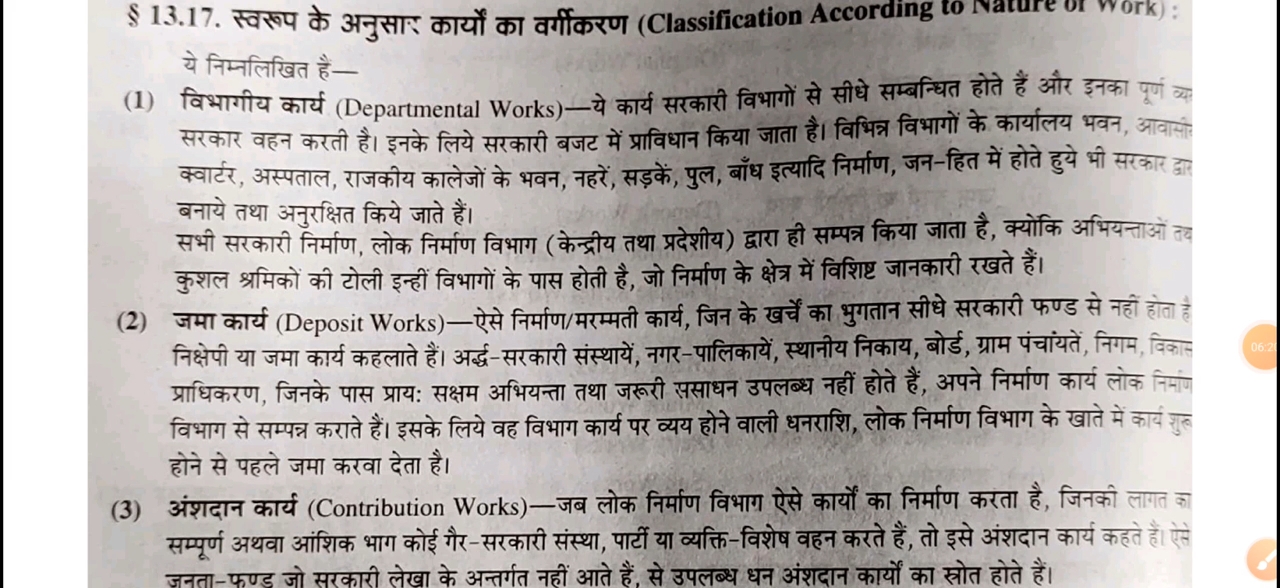 § 13.17. स्वरूप के अनुसार कार्यों का वर्गीकरण (Classification According to Nature of Work) :
ये निम्नलिखित हैं—
(1) विभागीय कार्य (Departmental Works)—ये कार्य सरकारी विभागों से सीधे सम्बन्धित होते हैं और इनका पूर्ण
सरकार वहन करती है। इनके लिये सरकारी बजट में प्राविधान किया जाता है। विभिन्न विभागों के कार्यालय भवन,
क्वार्टर, अस्पताल, राजकीय कालेजों के भवन, नहरें, सड़कें, पुल, बाँध इत्यादि निर्माण, जन-हित में होते हुये भी सरकार
बनाये तथा अनुरक्षित किये जाते हैं।
सभी सरकारी निर्माण, लोक निर्माण विभाग (केन्द्रीय तथा प्रदेशीय) द्वारा ही सम्पन्न किया जाता है, क्योंकि अभियन्ताओं
कुशल श्रमिकों की टोली इन्हीं विभागों के पास होती है, जो निर्माण के क्षेत्र में विशिष्ट जानकारी रखते हैं।
(2) जमा कार्य (Deposit Works)—ऐसे निर्माण/मरम्मती कार्य, जिन के खर्चे का भुगतान सीधे सरकारी फण्ड से नहीं होता है
निक्षेपी या जमा कार्य कहलाते हैं। अर्द्ध-सरकारी संस्थायें, नगर-पालिकायें, स्थानीय निकाय, बोर्ड, ग्राम पंचायतें, निगम, विकास
प्राधिकरण, जिनके पास प्रायः सक्षम अभियन्ता तथा जरूरी ससाधन उपलब्ध नहीं होते हैं, अपने निर्माण कार्य लोक निर्माण
विभाग से सम्पन्न कराते हैं। इसके लिये वह विभाग कार्य पर व्यय होने वाली धनराशि, लोक निर्माण विभाग के खाते में कार्य शुरू
होने से पहले जमा करवा देता है।
(3) अंशदान कार्य (Contribution Works)—जब लोक निर्माण विभाग ऐसे कार्यों का निर्माण करता है, जिनकी लागत का
सम्पूर्ण अथवा आंशिक भाग कोई गैर-सरकारी संस्था, पार्टी या व्यक्ति-विशेष वहन करते हैं, तो इसे अंशदान कार्य कहते हैं। ऐसे
जनता-फण्ड जो सरकारी लेखा के अन्तर्गत नहीं आते हैं, से उपलब्ध धन अंशदान कार्यों का स्रोत होते हैं।